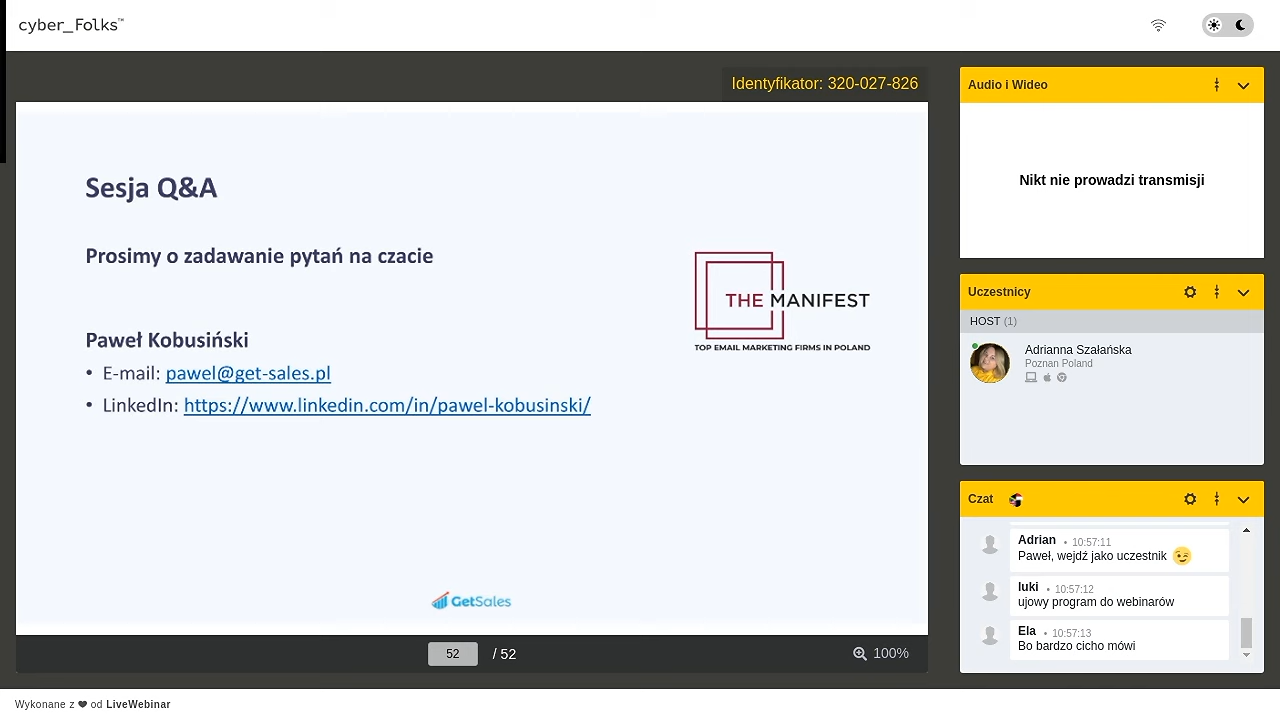 cyber_Folks™
Identyfikator: 320-027-826
Sesja Q&A
Prosimy o zadawanie pytań na czacie
THE MANIFEST
TOP EMAIL MARKETING FIRMS IN POLAND
Paweł Kobusiński
• E-mail: pawel@get-sales.pl
• LinkedIn: https://www.linkedin.com/in/pawel-kobusinski/
GetSales
52 / 52
100%
Audio i Wideo
Nikt nie prowadzi transmisji
Uczestnicy
HOST (1)
Adrianna Szałańska
Poznan Poland
Czat
Adrian • 10:57:11
Paweł, wejdź jako uczestnik 😉
luki • 10:57:12
ujowy program do webinarów
Ela • 10:57:13
Bo bardzo cicho mówi
Wykonane z ❤ od LiveWebinar